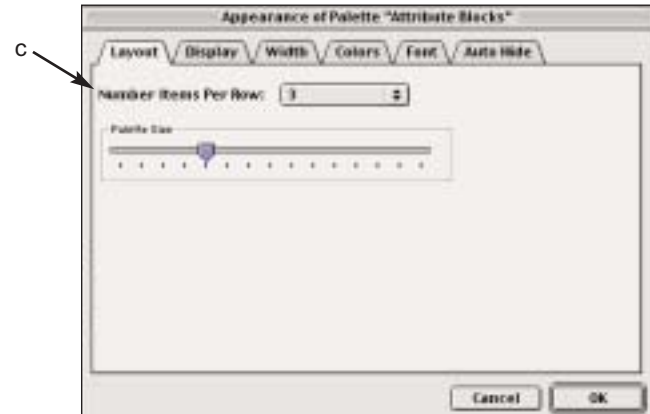 Appearance of Palette "Attribute Blocks"
C
Layout Display Width Colors Font Auto Hide
Number Items Per Row: 3
Palette Size
Cancel OK